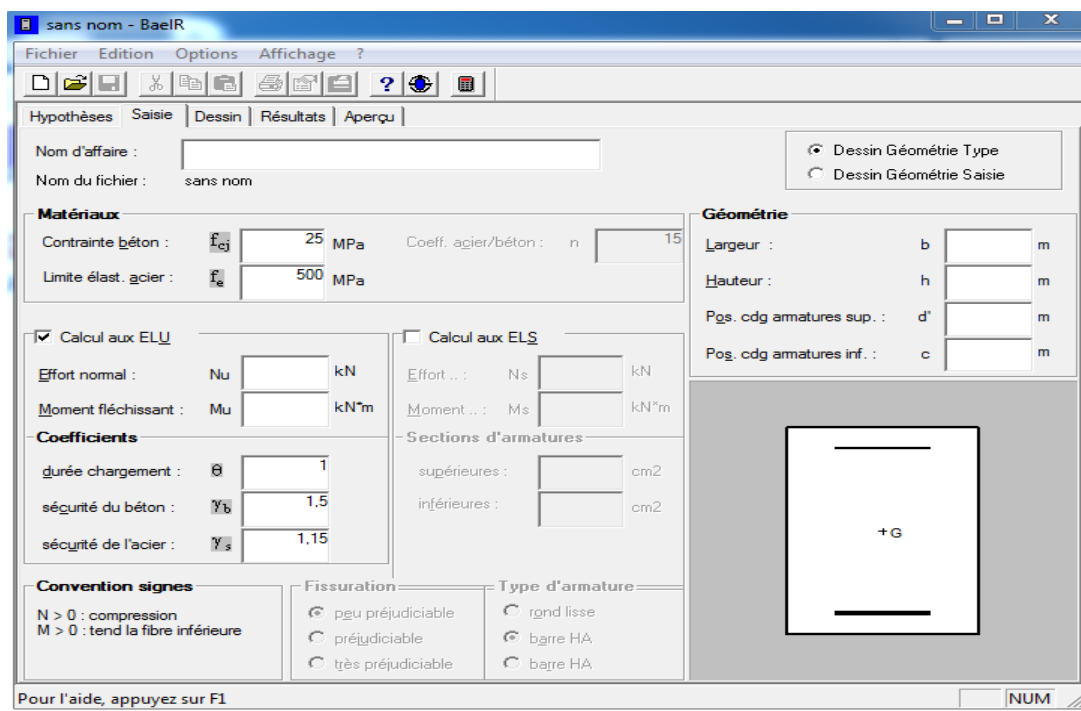 sans nom - BaelR
Fichier Edition Options Affichage ?
Hypothèses Saisie Dessin Résultats Aperçu
Nom d'affaire :
Nom du fichier : sans nom
Dessin Géométrie Type
Dessin Géométrie Saisie
Matériaux
Contrainte béton : fcj 25 MPa Coeff. acier/béton : n 15
Limite élast. acier : fe 500 MPa
Géométrie
Largeur : b m
Hauteur : h m
Pos. cdg armatures sup. : d' m
Pos. cdg armatures inf. : c m
Calcul aux ELU
Effort normal : Nu kN
Moment fléchissant : Mu kN*m
Calcul aux ELS
Effort .. : Ns kN
Moment .. : Ms kN*m
Coefficients
durée chargement : θ 1
sécurité du béton : γb 1,5
sécurité de l'acier : γs 1,15
Sections d'armatures
supérieures : cm2
inférieures : cm2
+G
Convention signes
N > 0 : compression
M > 0 : tend la fibre inférieure
Fissuration
peu préjudiciable
préjudiciable
très préjudiciable
Type d'armature
rond lisse
barre HA
barre HA
Pour l'aide, appuyez sur F1 NUM